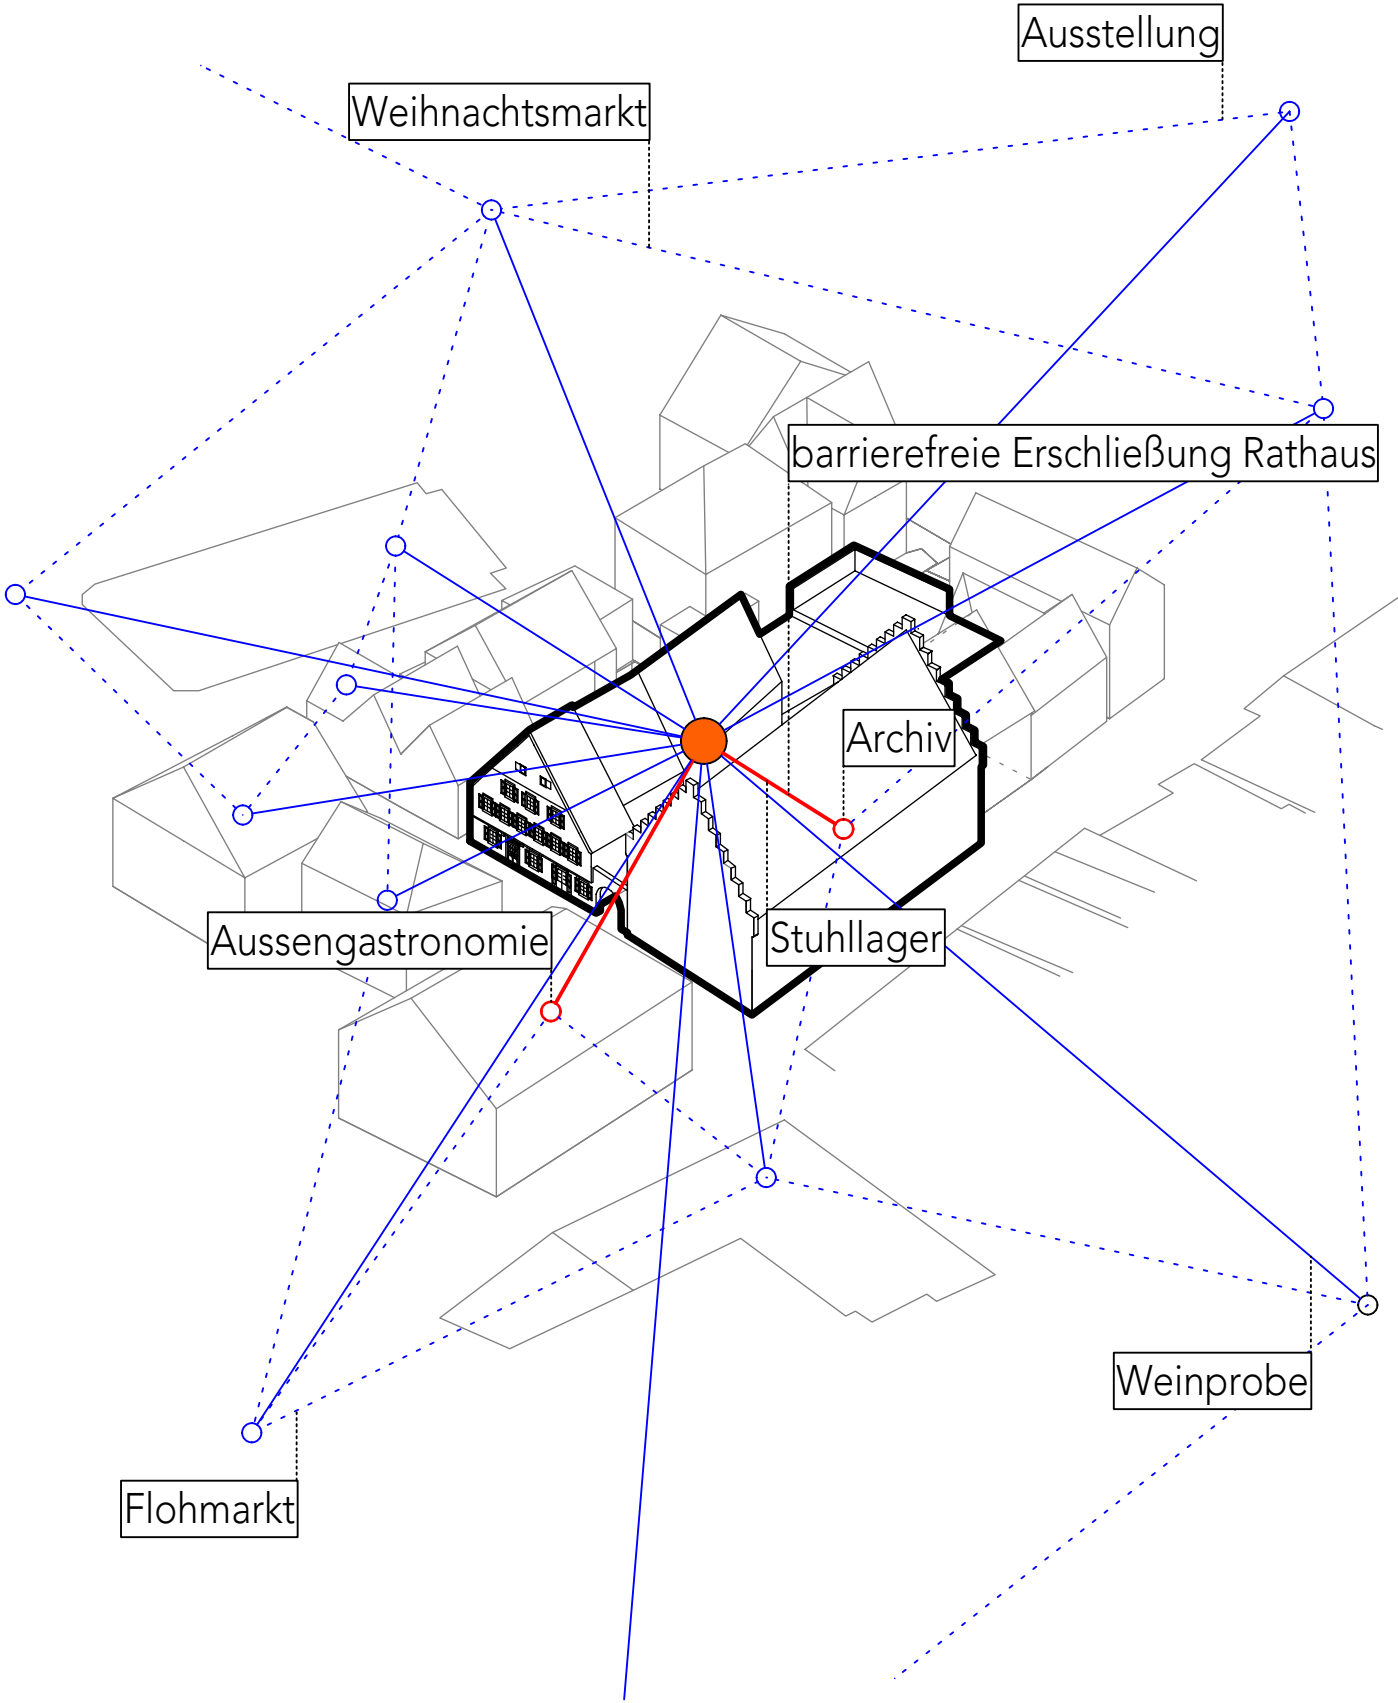 Ausstellung
Weihnachtsmarkt
barrierefreie Erschließung Rathaus
Archiv
Aussengastronomie
Stuhllager
Weinprobe
Flohmarkt